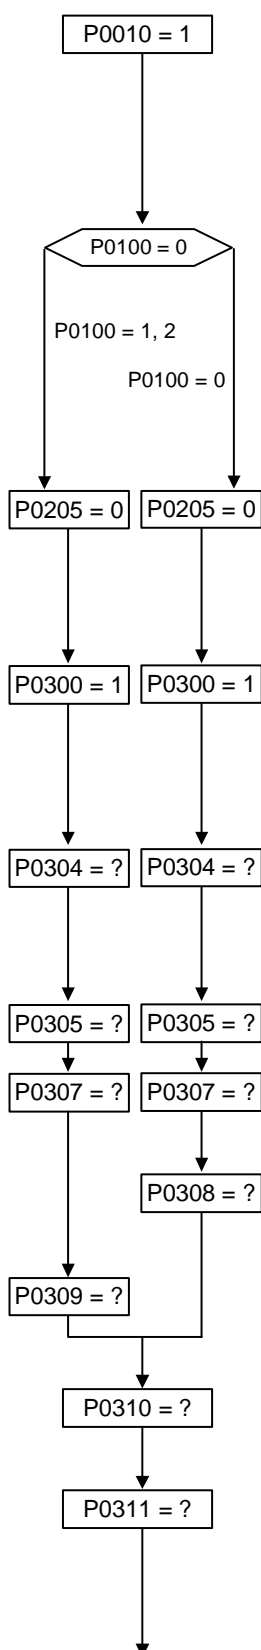 P0010 = 1
P0100 = 0
P0100 = 1, 2
P0100 = 0
P0205 = 0
P0205 = 0
P0300 = 1
P0300 = 1
P0304 = ?
P0304 = ?
P0305 = ?
P0305 = ?
P0307 = ?
P0307 = ?
P0308 = ?
P0309 = ?
P0310 = ?
P0311 = ?